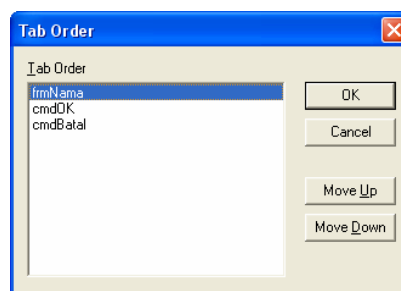 Tab Order
Tab Order
frmNama
cmdOK
cmdBatal
OK
Cancel
Move Up
Move Down